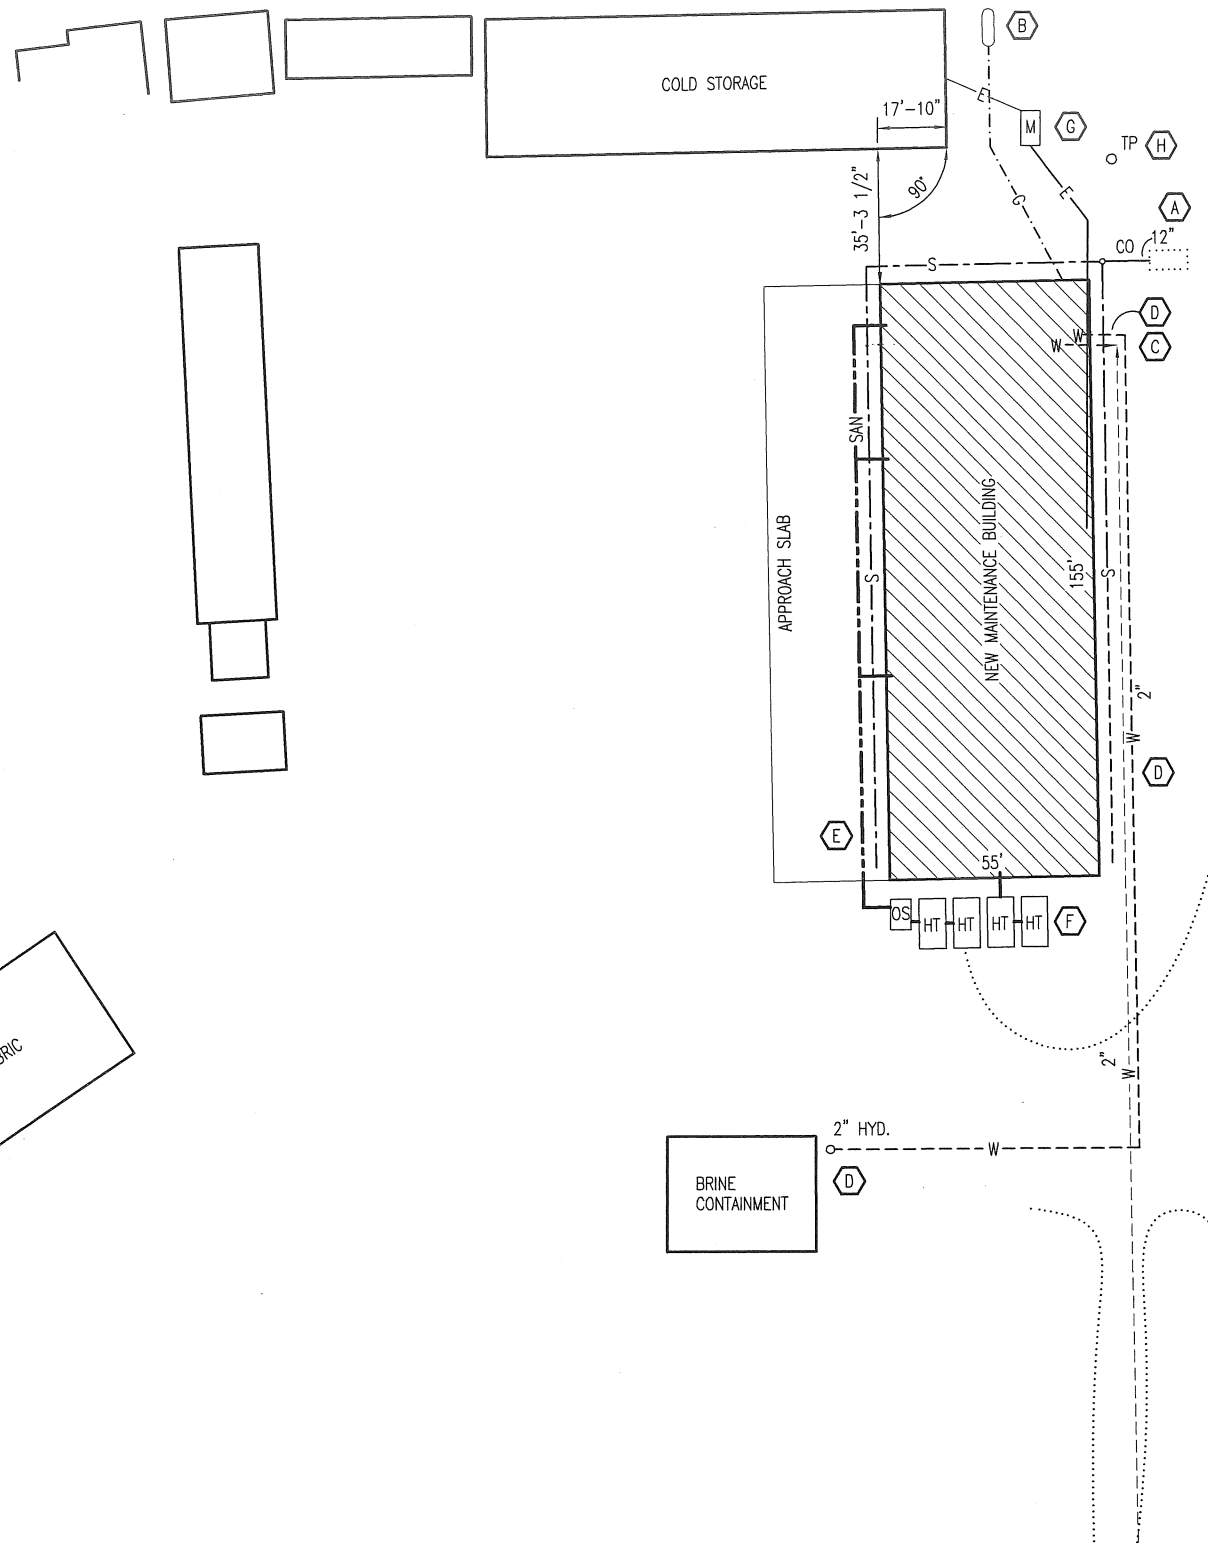 B
COLD STORAGE
E
17'-10"
M
G
TP
H
90°
35'-3 1/2"
E
G
A
12"
CO
S
D
W
W
C
SAN
APPROACH SLAB
S
NEW MAINTENANCE BUILDING
155'
S
2"
W
D
E
55'
OS
HT
HT
HT
HT
F
BRIC
2"
W
2" HYD.
W
D
BRINE
CONTAINMENT